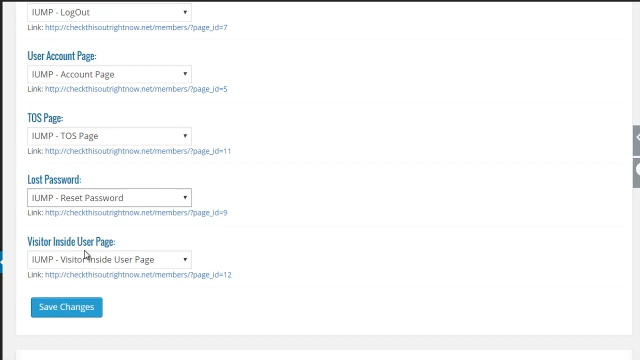 IUMP - LogOut
Link: http://checkthisoutrightnow.net/members/?page_id=7
User Account Page:
IUMP - Account Page
Link: http://checkthisoutrightnow.net/members/?page_id=5
TOS Page:
IUMP - TOS Page
Link: http://checkthisoutrightnow.net/members/?page_id=11
Lost Password:
IUMP - Reset Password
Link: http://checkthisoutrightnow.net/members/?page_id=9
Visitor Inside User Page:
IUMP - Visitor Inside User Page
Link: http://checkthisoutrightnow.net/members/?page_id=12
Save Changes